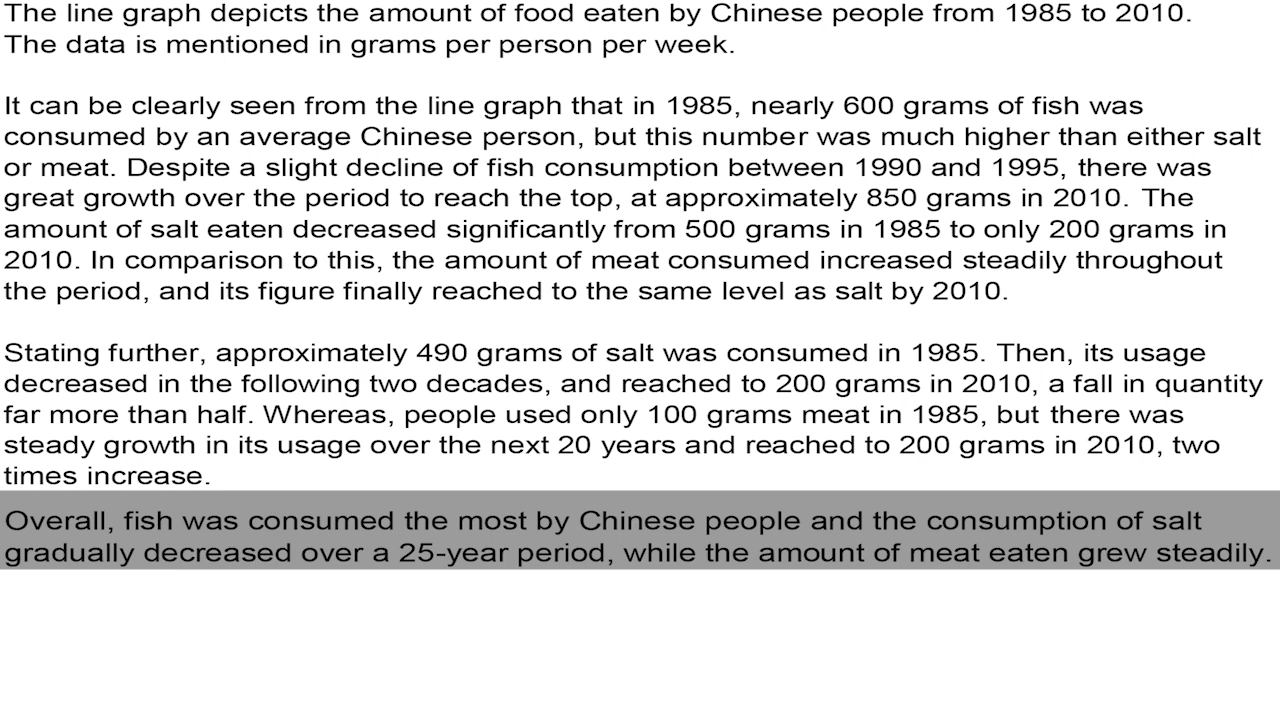 The line graph depicts the amount of food eaten by Chinese people from 1985 to 2010.
The data is mentioned in grams per person per week.
It can be clearly seen from the line graph that in 1985, nearly 600 grams of fish was
consumed by an average Chinese person, but this number was much higher than either salt
or meat. Despite a slight decline of fish consumption between 1990 and 1995, there was
great growth over the period to reach the top, at approximately 850 grams in 2010. The
amount of salt eaten decreased significantly from 500 grams in 1985 to only 200 grams in
2010. In comparison to this, the amount of meat consumed increased steadily throughout
the period, and its figure finally reached to the same level as salt by 2010.
Stating further, approximately 490 grams of salt was consumed in 1985. Then, its usage
decreased in the following two decades, and reached to 200 grams in 2010, a fall in quantity
far more than half. Whereas, people used only 100 grams meat in 1985, but there was
steady growth in its usage over the next 20 years and reached to 200 grams in 2010, two
times increase.
Overall, fish was consumed the most by Chinese people and the consumption of salt
gradually decreased over a 25-year period, while the amount of meat eaten grew steadily.